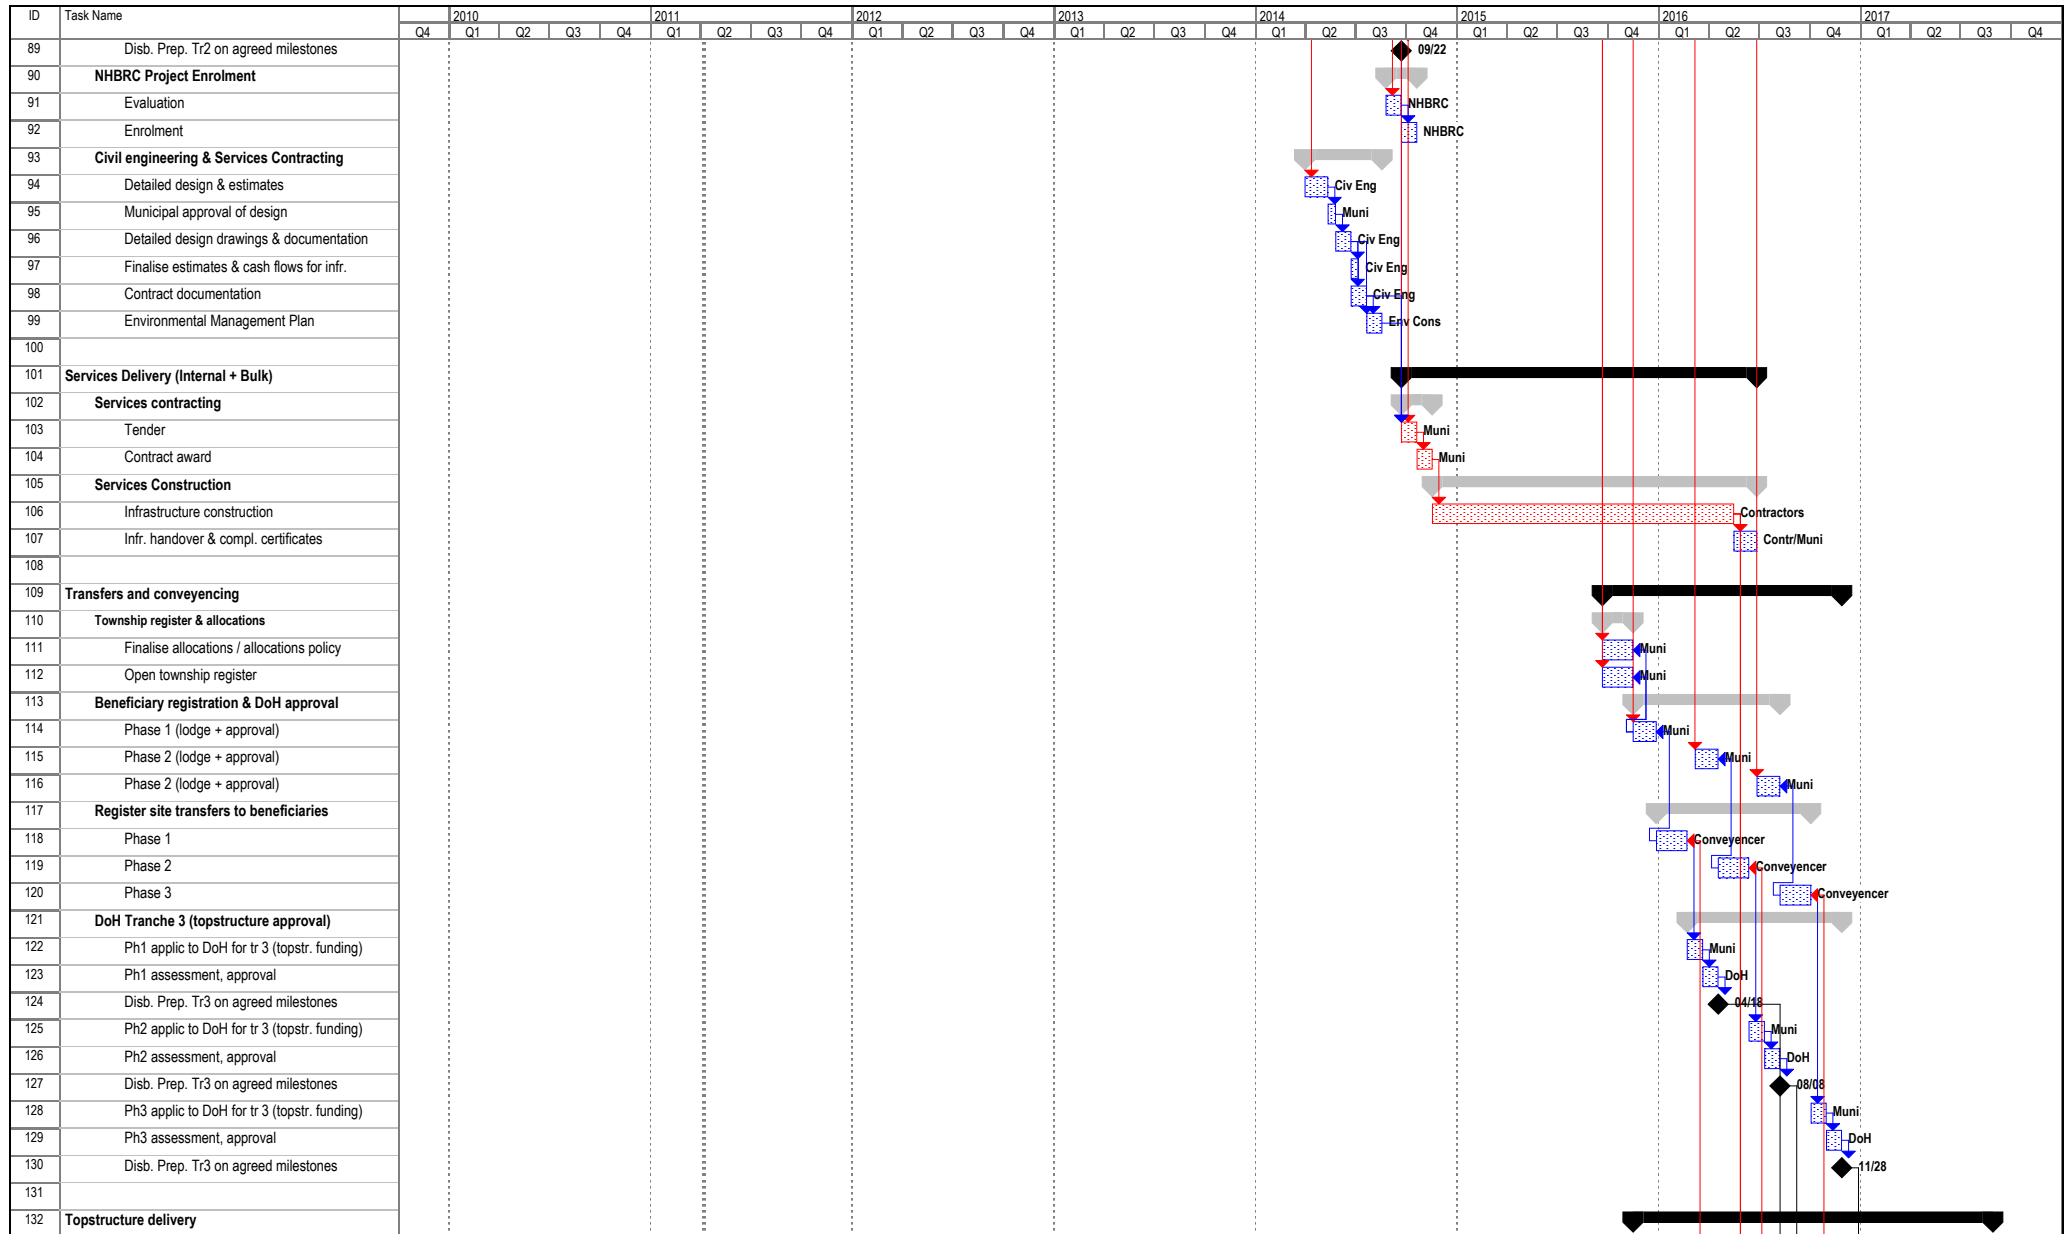 ID Task Name 2010 2011 2012 2013 2014 2015 2016 2017
Q4 Q1 Q2 Q3 Q4 Q1 Q2 Q3 Q4 Q1 Q2 Q3 Q4 Q1 Q2 Q3 Q4 Q1 Q2 Q3 Q4 Q1 Q2 Q3 Q4 Q1 Q2 Q3 Q4 Q1 Q2 Q3 Q4
89 Disb. Prep. Tr2 on agreed milestones 09/22
90 NHBRC Project Enrolment
91 Evaluation NHBRC
92 Enrolment NHBRC
93 Civil engineering & Services Contracting
94 Detailed design & estimates Civ Eng
95 Municipal approval of design Muni
96 Detailed design drawings & documentation Civ Eng
97 Finalise estimates & cash flows for infr. Civ Eng
98 Contract documentation Civ Eng
99 Environmental Management Plan Env Cons
100
101 Services Delivery (Internal + Bulk)
102 Services contracting
103 Tender Muni
104 Contract award Muni
105 Services Construction
106 Infrastructure construction Contractors
107 Infr. handover & compl. certificates Contr/Muni
108
109 Transfers and conveyencing
110 Township register & allocations
111 Finalise allocations / allocations policy Muni
112 Open township register Muni
113 Beneficiary registration & DoH approval
114 Phase 1 (lodge + approval) Muni
115 Phase 2 (lodge + approval) Muni
116 Phase 2 (lodge + approval) Muni
117 Register site transfers to beneficiaries
118 Phase 1 Conveyencer
119 Phase 2 Conveyencer
120 Phase 3 Conveyencer
121 DoH Tranche 3 (topstructure approval)
122 Ph1 applic to DoH for tr 3 (topstr. funding) Muni
123 Ph1 assessment, approval DoH
124 Disb. Prep. Tr3 on agreed milestones 04/18
125 Ph2 applic to DoH for tr 3 (topstr. funding) Muni
126 Ph2 assessment, approval DoH
127 Disb. Prep. Tr3 on agreed milestones 08/08
128 Ph3 applic to DoH for tr 3 (topstr. funding) Muni
129 Ph3 assessment, approval DoH
130 Disb. Prep. Tr3 on agreed milestones 11/28
131
132 Topstructure delivery